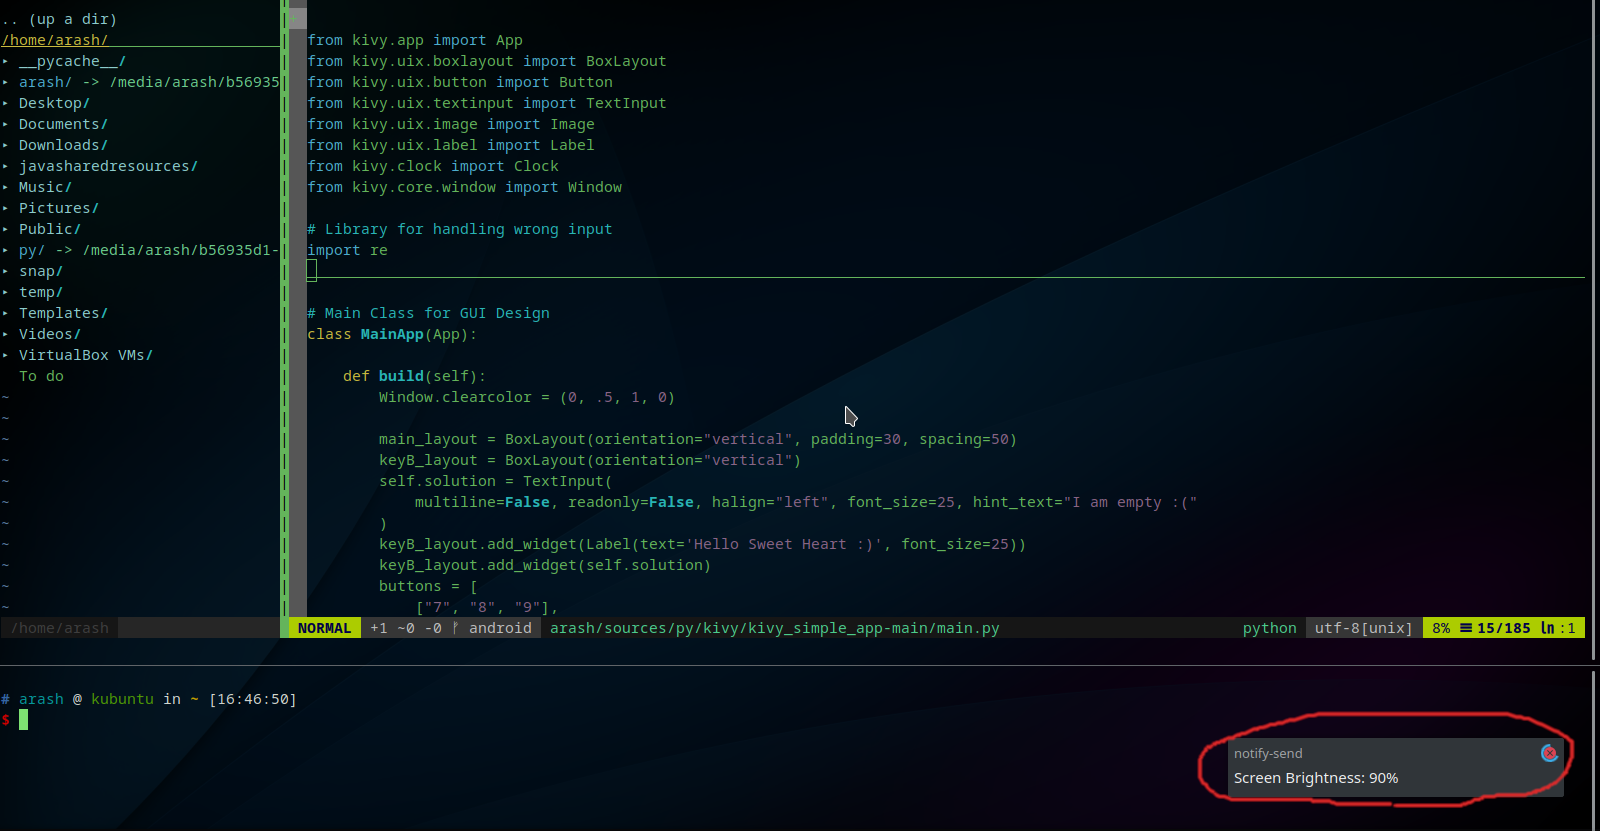 .. (up a dir)
/home/arash/
▸ __pycache__/
▸ arash/ -> /media/arash/b56935
▸ Desktop/
▸ Documents/
▸ Downloads/
▸ javasharedresources/
▸ Music/
▸ Pictures/
▸ Public/
▸ py/ -> /media/arash/b56935d1-
▸ snap/
▸ temp/
▸ Templates/
▸ Videos/
▸ VirtualBox VMs/
To do
~
~
~
~
~
~
~
~
~
~
~
/home/arash
from kivy.app import App
from kivy.uix.boxlayout import BoxLayout
from kivy.uix.button import Button
from kivy.uix.textinput import TextInput
from kivy.uix.image import Image
from kivy.uix.label import Label
from kivy.clock import Clock
from kivy.core.window import Window
# Library for handling wrong input
import re
# Main Class for GUI Design
class MainApp(App):
def build(self):
Window.clearcolor = (0, .5, 1, 0)
main_layout = BoxLayout(orientation="vertical", padding=30, spacing=50)
keyB_layout = BoxLayout(orientation="vertical")
self.solution = TextInput(
multiline=False, readonly=False, halign="left", font_size=25, hint_text="I am empty :("
)
keyB_layout.add_widget(Label(text='Hello Sweet Heart :)', font_size=25))
keyB_layout.add_widget(self.solution)
buttons = [
["7", "8", "9"],
NORMAL +1 ~0 -0 ᚠ android arash/sources/py/kivy/kivy_simple_app-main/main.py python utf-8[unix] 8% ☰ 15/185 ㏑:1
# arash @ kubuntu in ~ [16:46:50]
$
notify-send
Screen Brightness: 90%